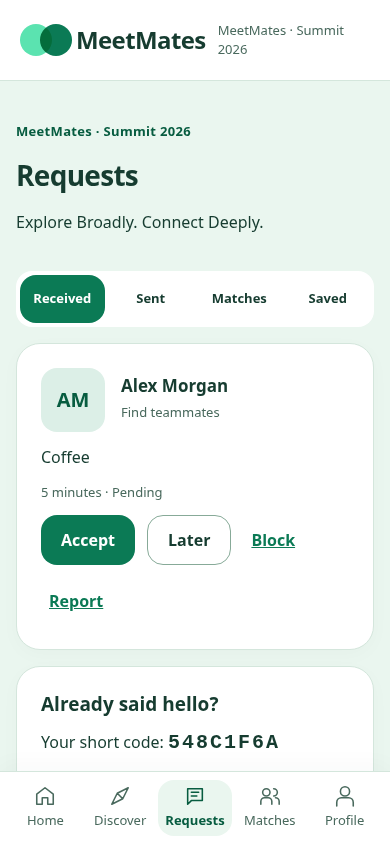 MeetMates
MeetMates · Summit
2026
MeetMates · Summit 2026
Requests
Explore Broadly. Connect Deeply.
Received Sent Matches Saved
AM
Alex Morgan
Find teammates
Coffee
5 minutes · Pending
Accept Later Block
Report
Already said hello?
Your short code: 548C1F6A
Home Discover Requests Matches Profile